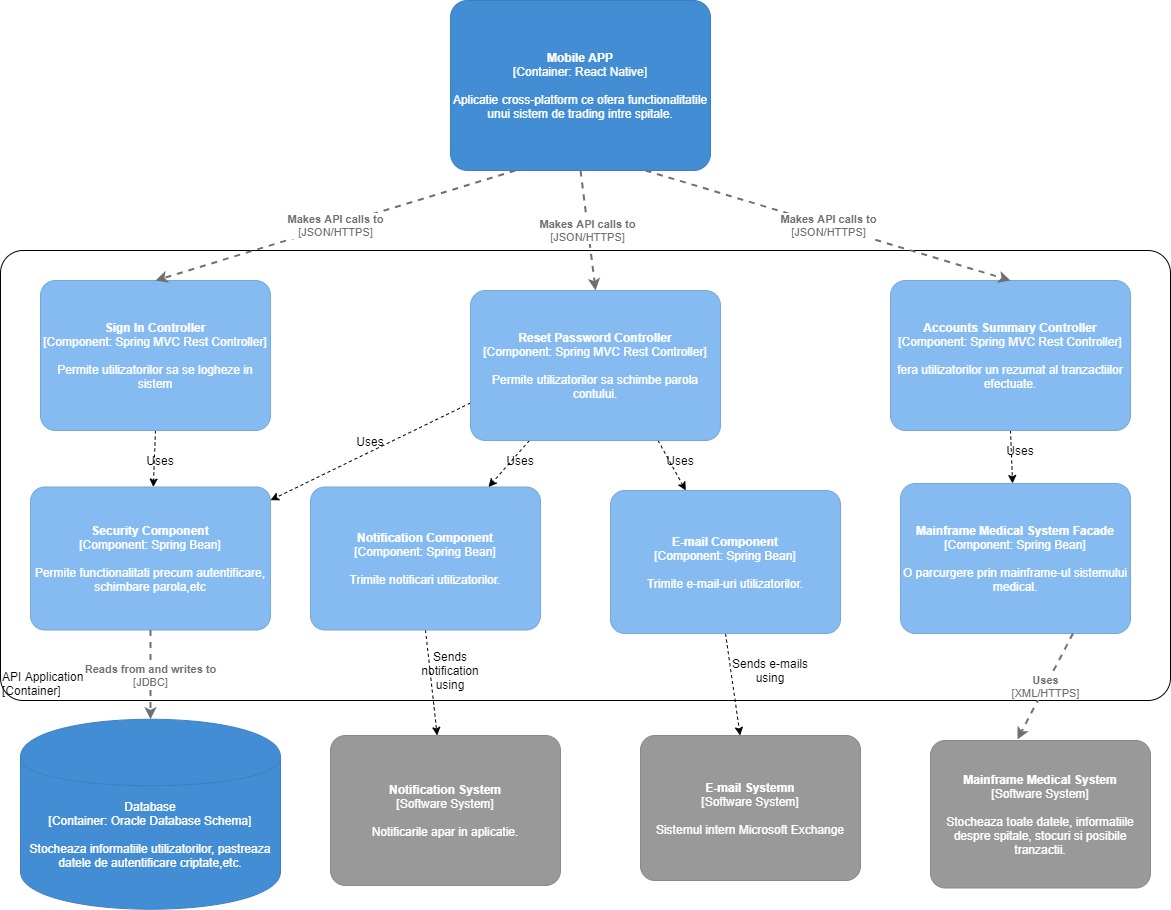 Mobile APP
[Container: React Native]
Aplicatie cross-platform ce ofera functionalitatile
unui sistem de trading intre spitale.
Makes API calls to
[JSON/HTTPS]
Makes API calls to
[JSON/HTTPS]
Makes API calls to
[JSON/HTTPS]
Sign In Controller
[Component: Spring MVC Rest Controller]
Permite utilizatorilor sa se logheze in
sistem
Reset Password Controller
[Component: Spring MVC Rest Controller]
Permite utilizatorilor sa schimbe parola
contului.
Accounts Summary Controller
[Component: Spring MVC Rest Controller]
fera utilizatorilor un rezumat al tranzactiilor
efectuate.
Uses
Uses
Uses
Uses
Uses
Security Component
[Component: Spring Bean]
Permite functionalitati precum autentificare,
schimbare parola,etc
Notification Component
[Component: Spring Bean]
Trimite notificari utilizatorilor.
E-mail Component
[Component: Spring Bean]
Trimite e-mail-uri utilizatorilor.
Mainframe Medical System Facade
[Component: Spring Bean]
O parcurgere prin mainframe-ul sistemului
medical.
API Application
[Container]
Reads from and writes to
[JDBC]
Sends
notification
using
Sends e-mails
using
Uses
[XML/HTTPS]
Database
[Container: Oracle Database Schema]
Stocheaza informatiile utilizatorilor, pastreaza
datele de autentificare criptate,etc.
Notification System
[Software System]
Notificarile apar in aplicatie.
E-mail Systemn
[Software System]
Sistemul intern Microsoft Exchange
Mainframe Medical System
[Software System]
Stocheaza toate datele, informatiile
despre spitale, stocuri si posibile
tranzactii.